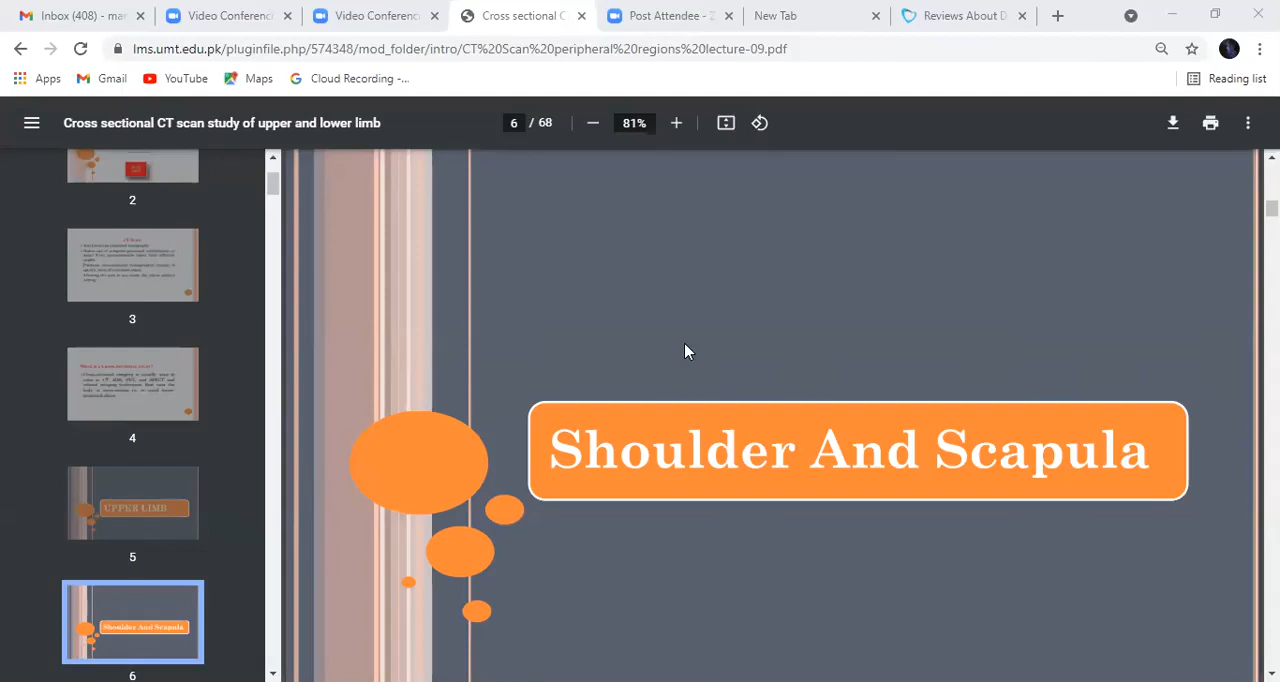 Inbox (408) - mar
Video Conferenci
Video Conferenci
Cross sectional C
Post Attendee - Z
New Tab
Reviews About D
lms.umt.edu.pk/pluginfile.php/574348/mod_folder/intro/CT%20Scan%20peripheral%20regions%20lecture-09.pdf
Apps
Gmail
YouTube
Maps
Cloud Recording -...
Reading list
Cross sectional CT scan study of upper and lower limb
6 / 68
81%
2
3
4
UPPER LIMB
5
Shoulder And Scapula
6
Shoulder And Scapula